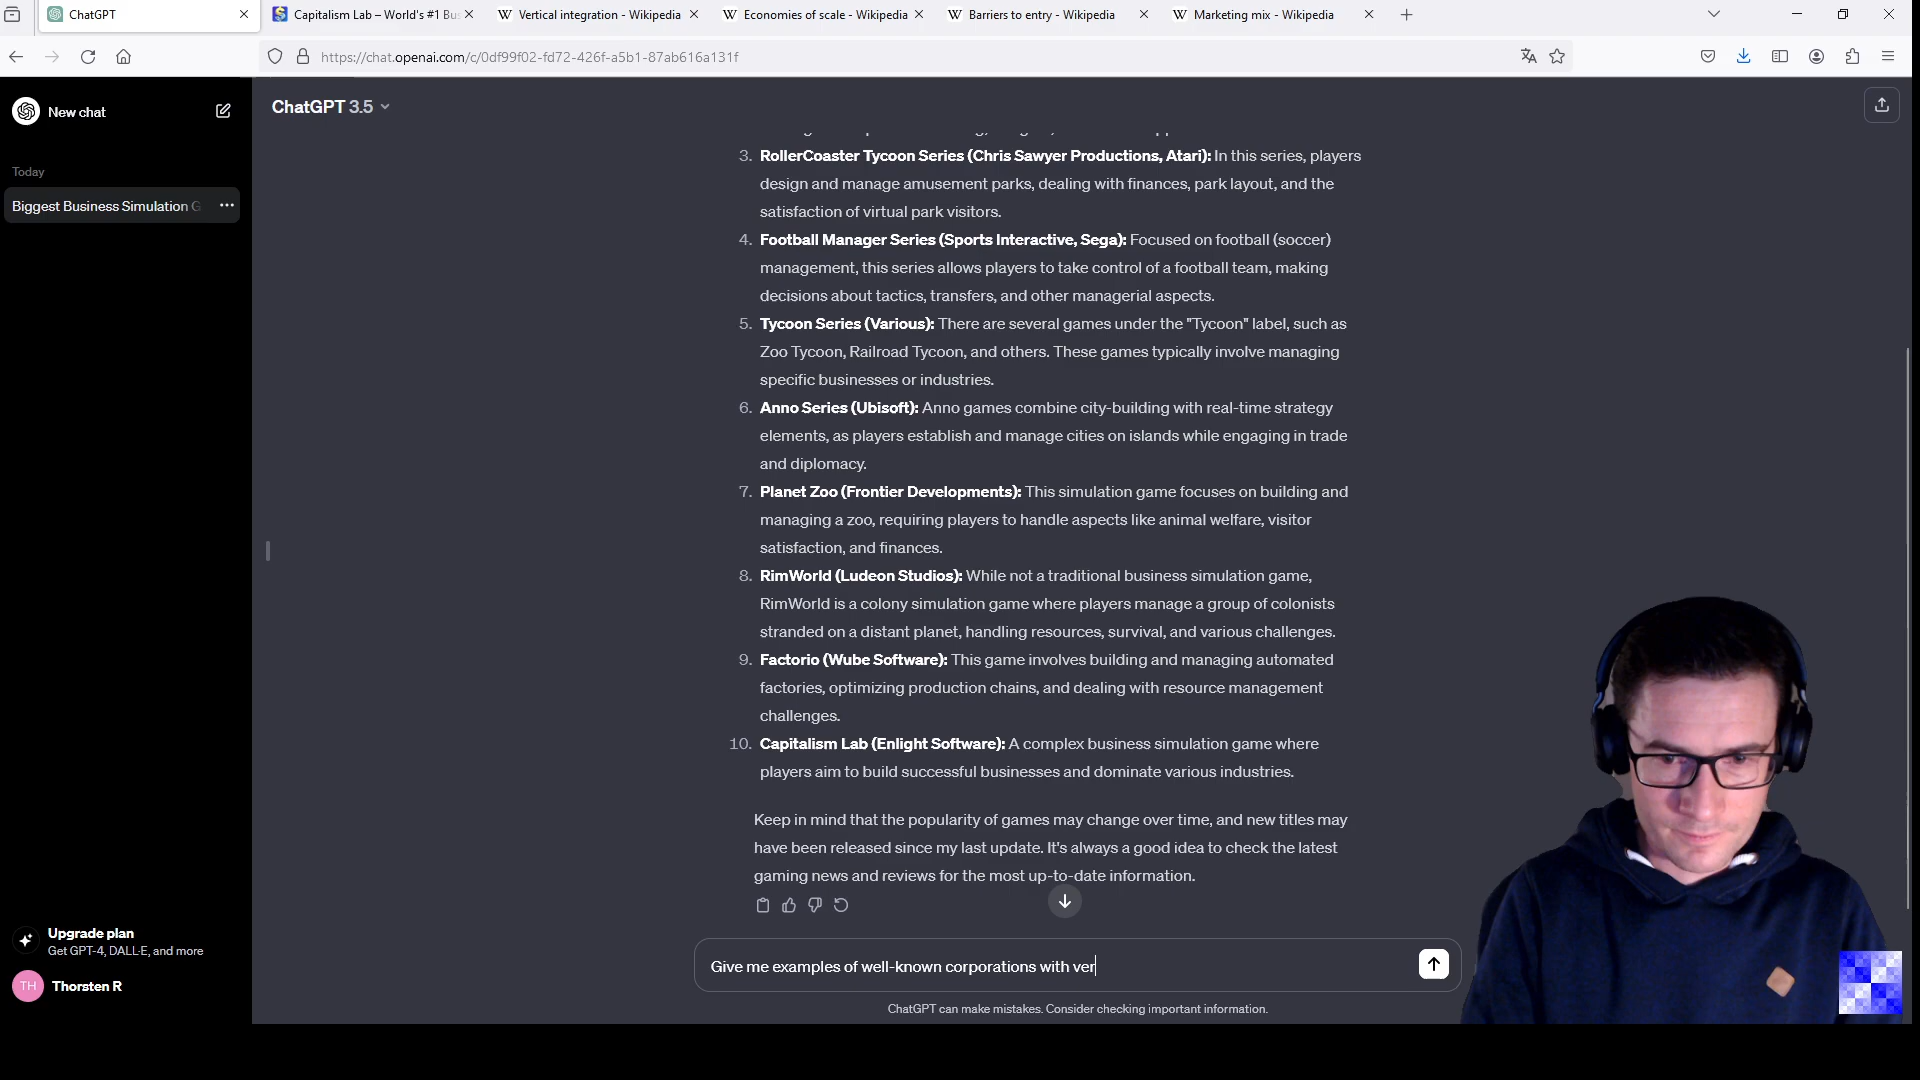 ChatGPT
Capitalism Lab – World's #1 Bus
Vertical integration - Wikipedia
Economies of scale - Wikipedia
Barriers to entry - Wikipedia
Marketing mix - Wikipedia
https://chat.openai.com/c/0df99f02-fd72-426f-a5b1-87ab616a131f
New chat
Today
Biggest Business Simulation G
Upgrade plan
Get GPT-4, DALL·E, and more
TH
Thorsten R
ChatGPT 3.5
3. RollerCoaster Tycoon Series (Chris Sawyer Productions, Atari): In this series, players
design and manage amusement parks, dealing with finances, park layout, and the
satisfaction of virtual park visitors.
4. Football Manager Series (Sports Interactive, Sega): Focused on football (soccer)
management, this series allows players to take control of a football team, making
decisions about tactics, transfers, and other managerial aspects.
5. Tycoon Series (Various): There are several games under the "Tycoon" label, such as
Zoo Tycoon, Railroad Tycoon, and others. These games typically involve managing
specific businesses or industries.
6. Anno Series (Ubisoft): Anno games combine city-building with real-time strategy
elements, as players establish and manage cities on islands while engaging in trade
and diplomacy.
7. Planet Zoo (Frontier Developments): This simulation game focuses on building and
managing a zoo, requiring players to handle aspects like animal welfare, visitor
satisfaction, and finances.
8. RimWorld (Ludeon Studios): While not a traditional business simulation game,
RimWorld is a colony simulation game where players manage a group of colonists
stranded on a distant planet, handling resources, survival, and various challenges.
9. Factorio (Wube Software): This game involves building and managing automated
factories, optimizing production chains, and dealing with resource management
challenges.
10. Capitalism Lab (Enlight Software): A complex business simulation game where
players aim to build successful businesses and dominate various industries.
Keep in mind that the popularity of games may change over time, and new titles may
have been released since my last update. It's always a good idea to check the latest
gaming news and reviews for the most up-to-date information.
Give me examples of well-known corporations with ver
ChatGPT can make mistakes. Consider checking important information.